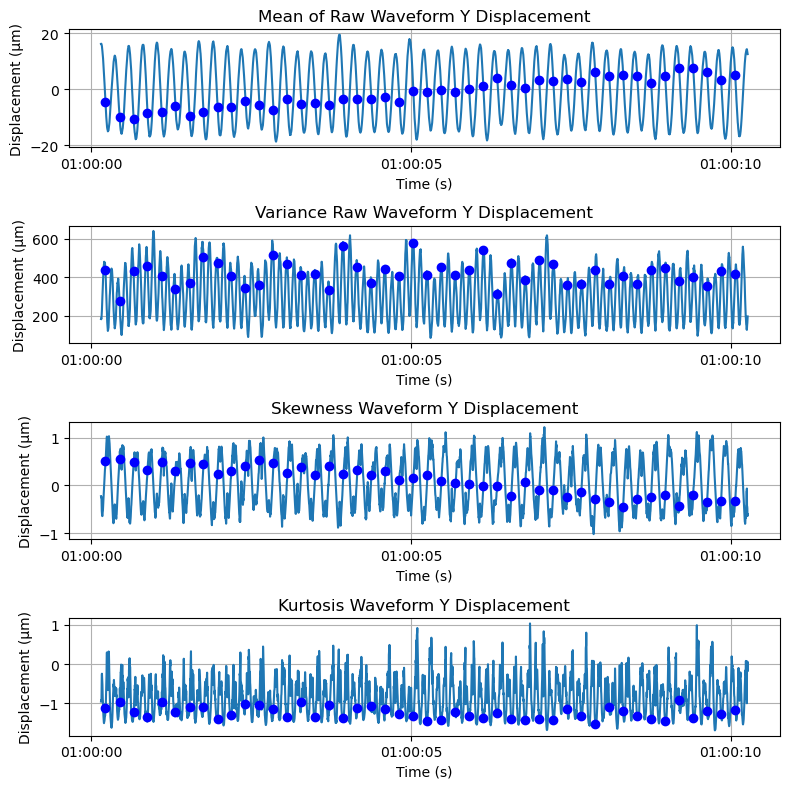 Mean of Raw Waveform Y Displacement
Displacement (µm)
20
0
−20
01:00:00
01:00:05
01:00:10
Time (s)
Variance Raw Waveform Y Displacement
Displacement (µm)
600
400
200
01:00:00
01:00:05
01:00:10
Time (s)
Skewness Waveform Y Displacement
Displacement (µm)
1
0
−1
01:00:00
01:00:05
01:00:10
Time (s)
Kurtosis Waveform Y Displacement
Displacement (µm)
1
0
−1
01:00:00
01:00:05
01:00:10
Time (s)